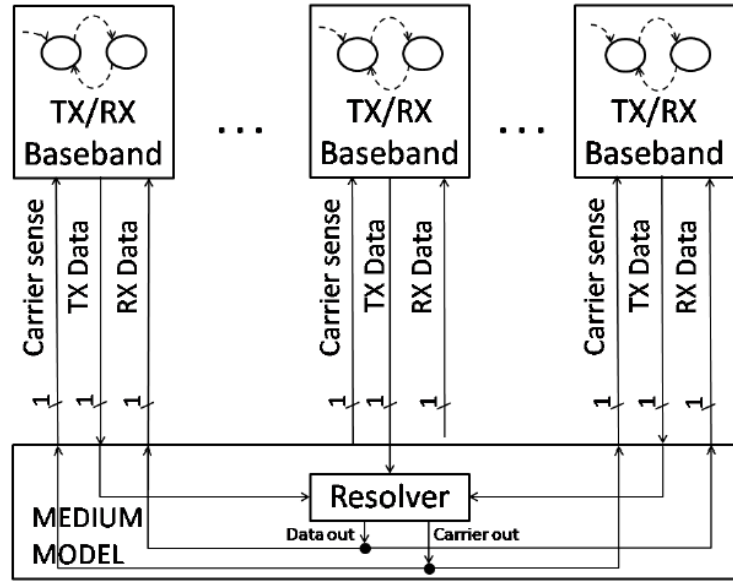 TX/RX
Baseband
...
TX/RX
Baseband
...
TX/RX
Baseband
Carrier sense
TX Data
RX Data
Carrier sense
TX Data
RX Data
Carrier sense
TX Data
RX Data
1
1
1
1
1
1
1
1
1
Resolver
MEDIUM
MODEL
Data out
Carrier out